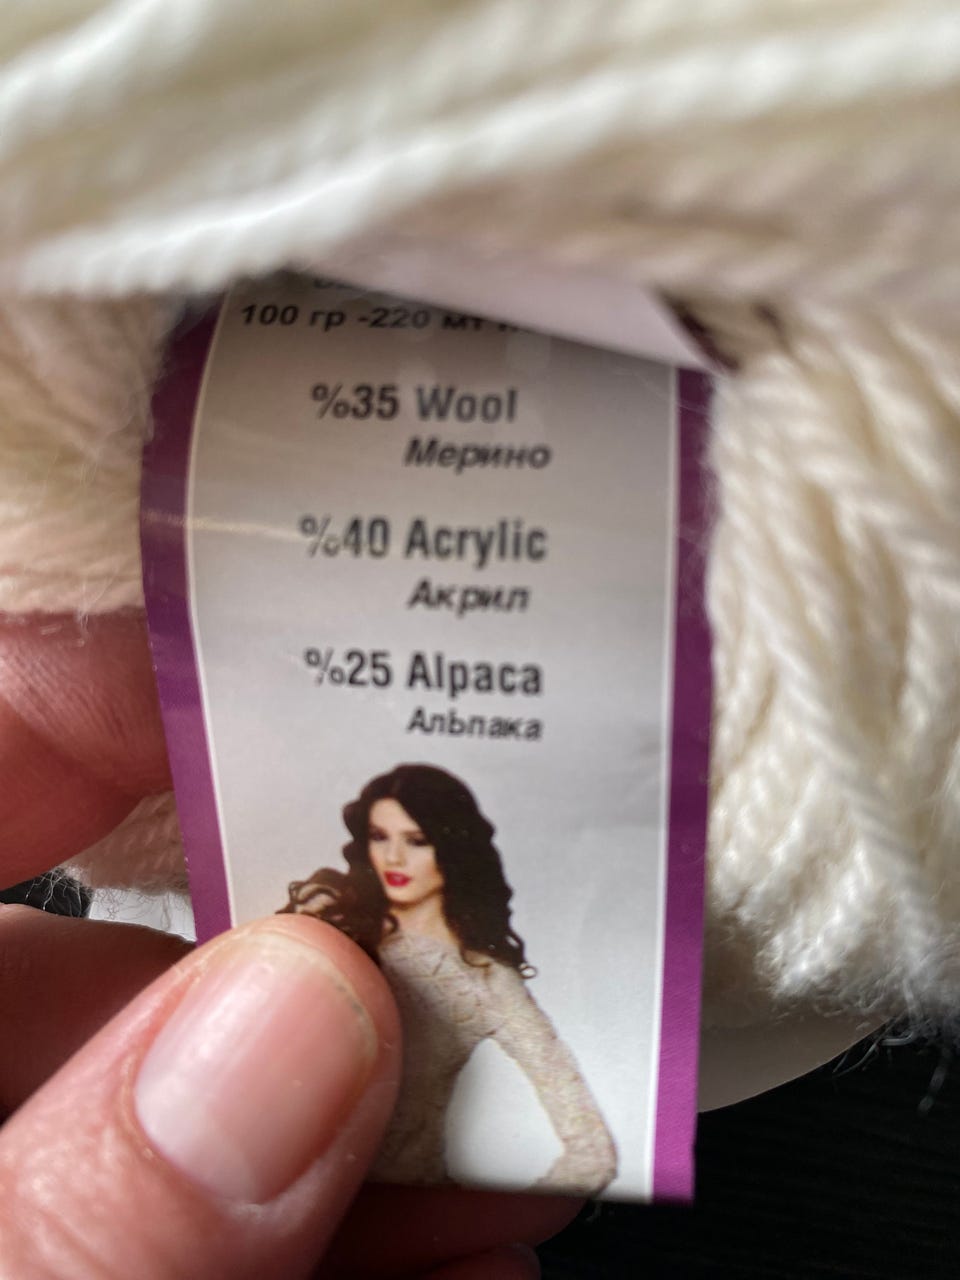 100 гр -220 мт
%35 Wool
Мерино
%40 Acrylic
Акрил
%25 Alpaca
Альпака